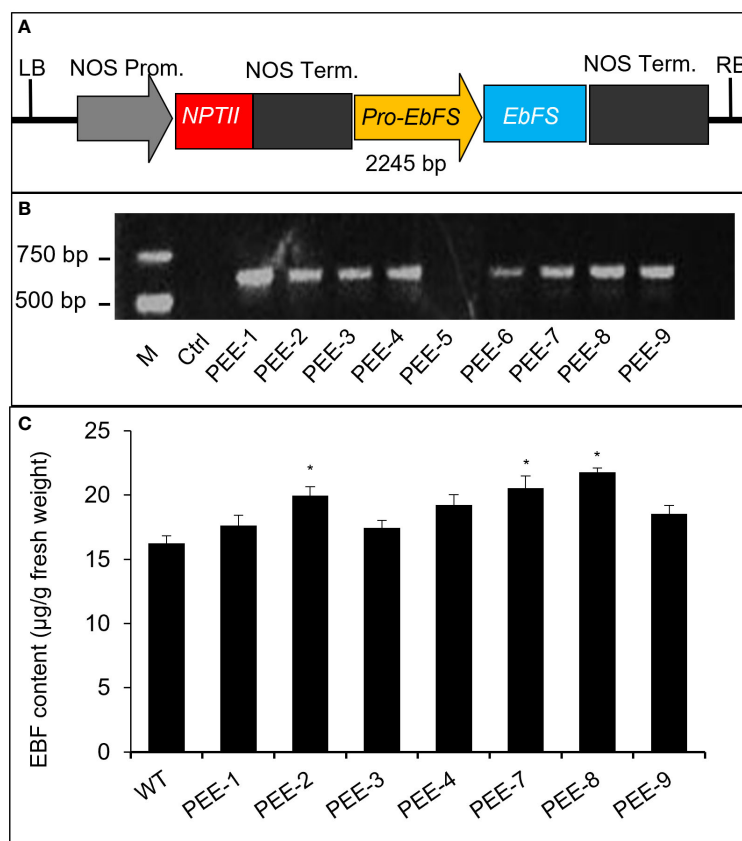 A
LB NOS Prom. NOS Term. NOS Term. RB
NPTII Pro-EbFS EbFS
2245 bp
B
750 bp
500 bp
M Ctrl PEE-1 PEE-2 PEE-3 PEE-4 PEE-5 PEE-6 PEE-7 PEE-8 PEE-9
C
EBF content (µg/g fresh weight)
25
20
15
10
5
0
* * *
WT PEE-1 PEE-2 PEE-3 PEE-4 PEE-7 PEE-8 PEE-9